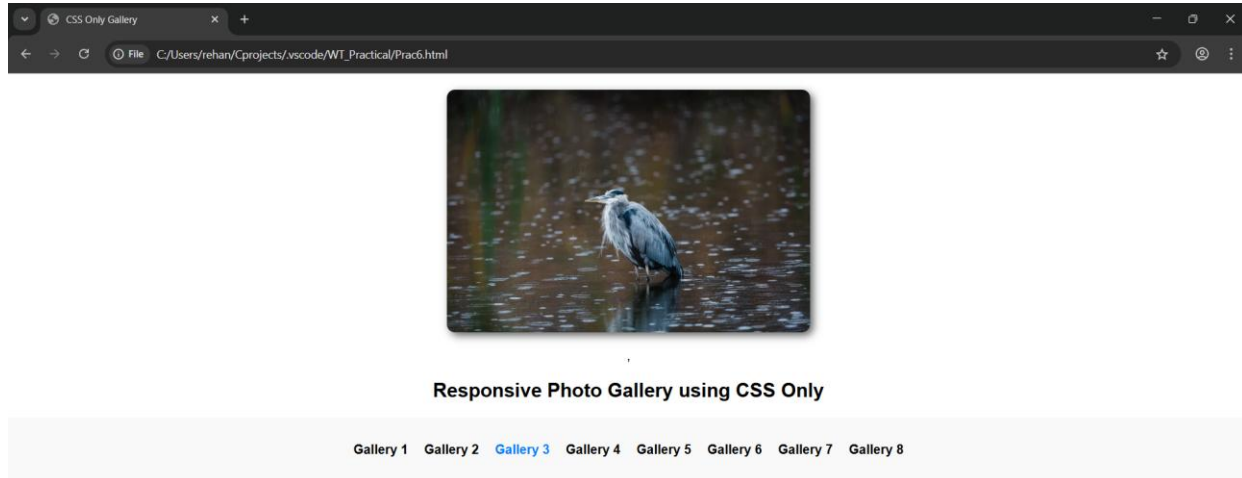 CSS Only Gallery
File C:/Users/rehan/Cprojects/.vscode/WT_Practical/Prac6.html
,
Responsive Photo Gallery using CSS Only
Gallery 1 Gallery 2 Gallery 3 Gallery 4 Gallery 5 Gallery 6 Gallery 7 Gallery 8